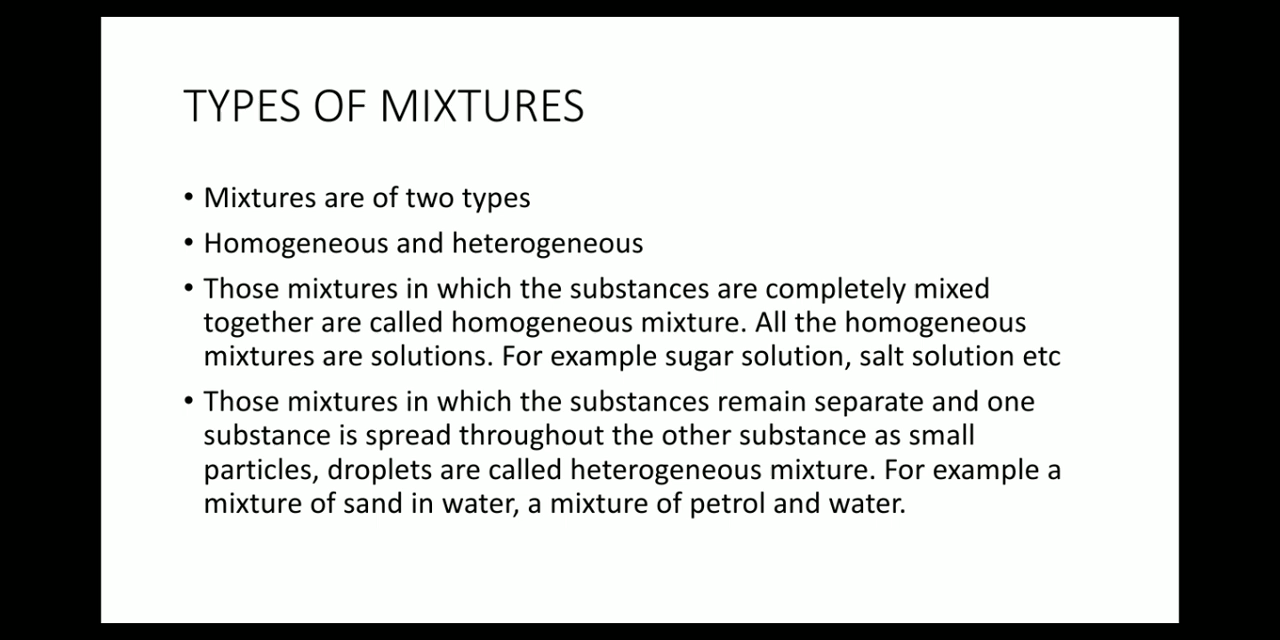 TYPES OF MIXTURES
• Mixtures are of two types
• Homogeneous and heterogeneous
• Those mixtures in which the substances are completely mixed
together are called homogeneous mixture. All the homogeneous
mixtures are solutions. For example sugar solution, salt solution etc
• Those mixtures in which the substances remain separate and one
substance is spread throughout the other substance as small
particles, droplets are called heterogeneous mixture. For example a
mixture of sand in water, a mixture of petrol and water.